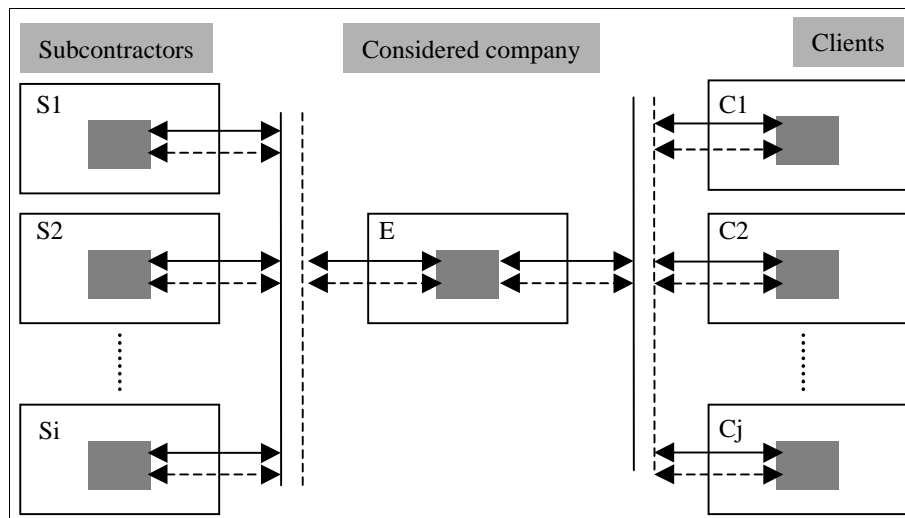 Subcontractors
Considered company
Clients
S1
C1
S2
E
C2
Si
Cj